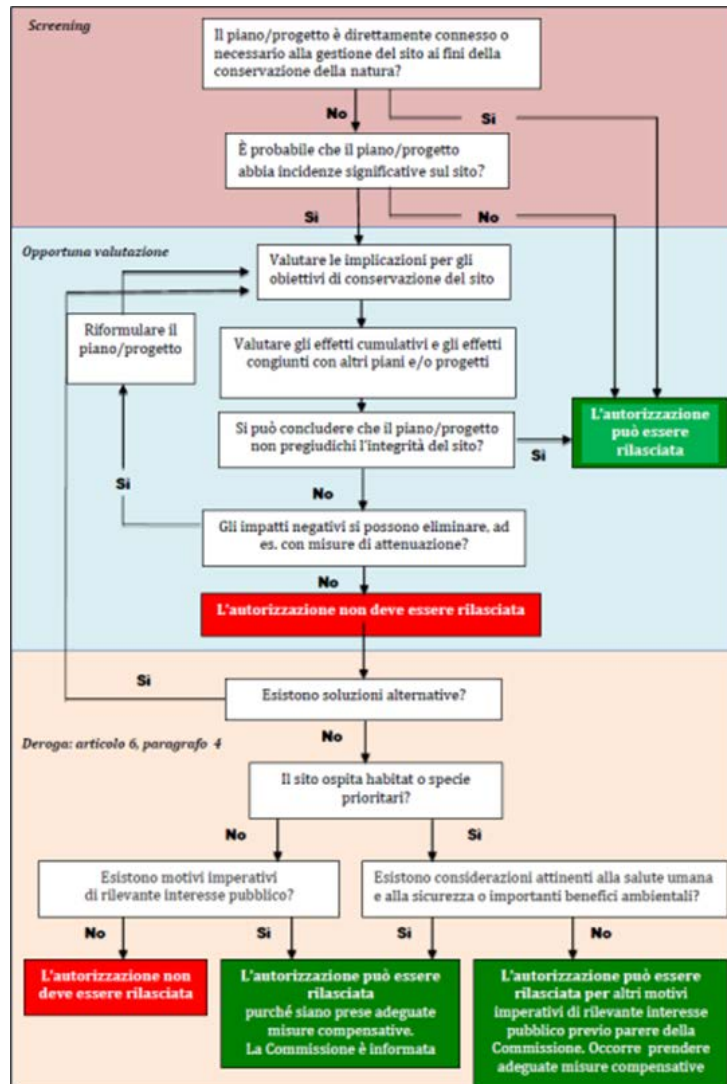 Screening
Il piano/progetto è direttamente connesso o
necessario alla gestione del sito ai fini della
conservazione della natura?
No
Sì
È probabile che il piano/progetto
abbia incidenze significative sul sito?
Sì
No
Opportuna valutazione
Valutare le implicazioni per gli
obiettivi di conservazione del sito
Riformulare il
piano/progetto
Valutare gli effetti cumulativi e gli effetti
congiunti con altri piani e/o progetti
L'autorizzazione
può essere
rilasciata
Si può concludere che il piano/progetto
non pregiudichi l'integrità del sito?
Sì
Sì
No
Gli impatti negativi si possono eliminare, ad
es. con misure di attenuazione?
No
L'autorizzazione non deve essere rilasciata
Sì
Esistono soluzioni alternative?
No
Deroga: articolo 6, paragrafo 4
Il sito ospita habitat o specie
prioritari?
No
Sì
Esistono motivi imperativi
di rilevante interesse pubblico?
Esistono considerazioni attinenti alla salute umana
e alla sicurezza o importanti benefici ambientali?
No
Sì
Sì
No
L'autorizzazione non
deve essere rilasciata
L'autorizzazione può essere
rilasciata
purché siano prese adeguate
misure compensative.
La Commissione è informata
L'autorizzazione può essere
rilasciata per altri motivi
imperativi di rilevante interesse
pubblico previo parere della
Commissione. Occorre prendere
adeguate misure compensative